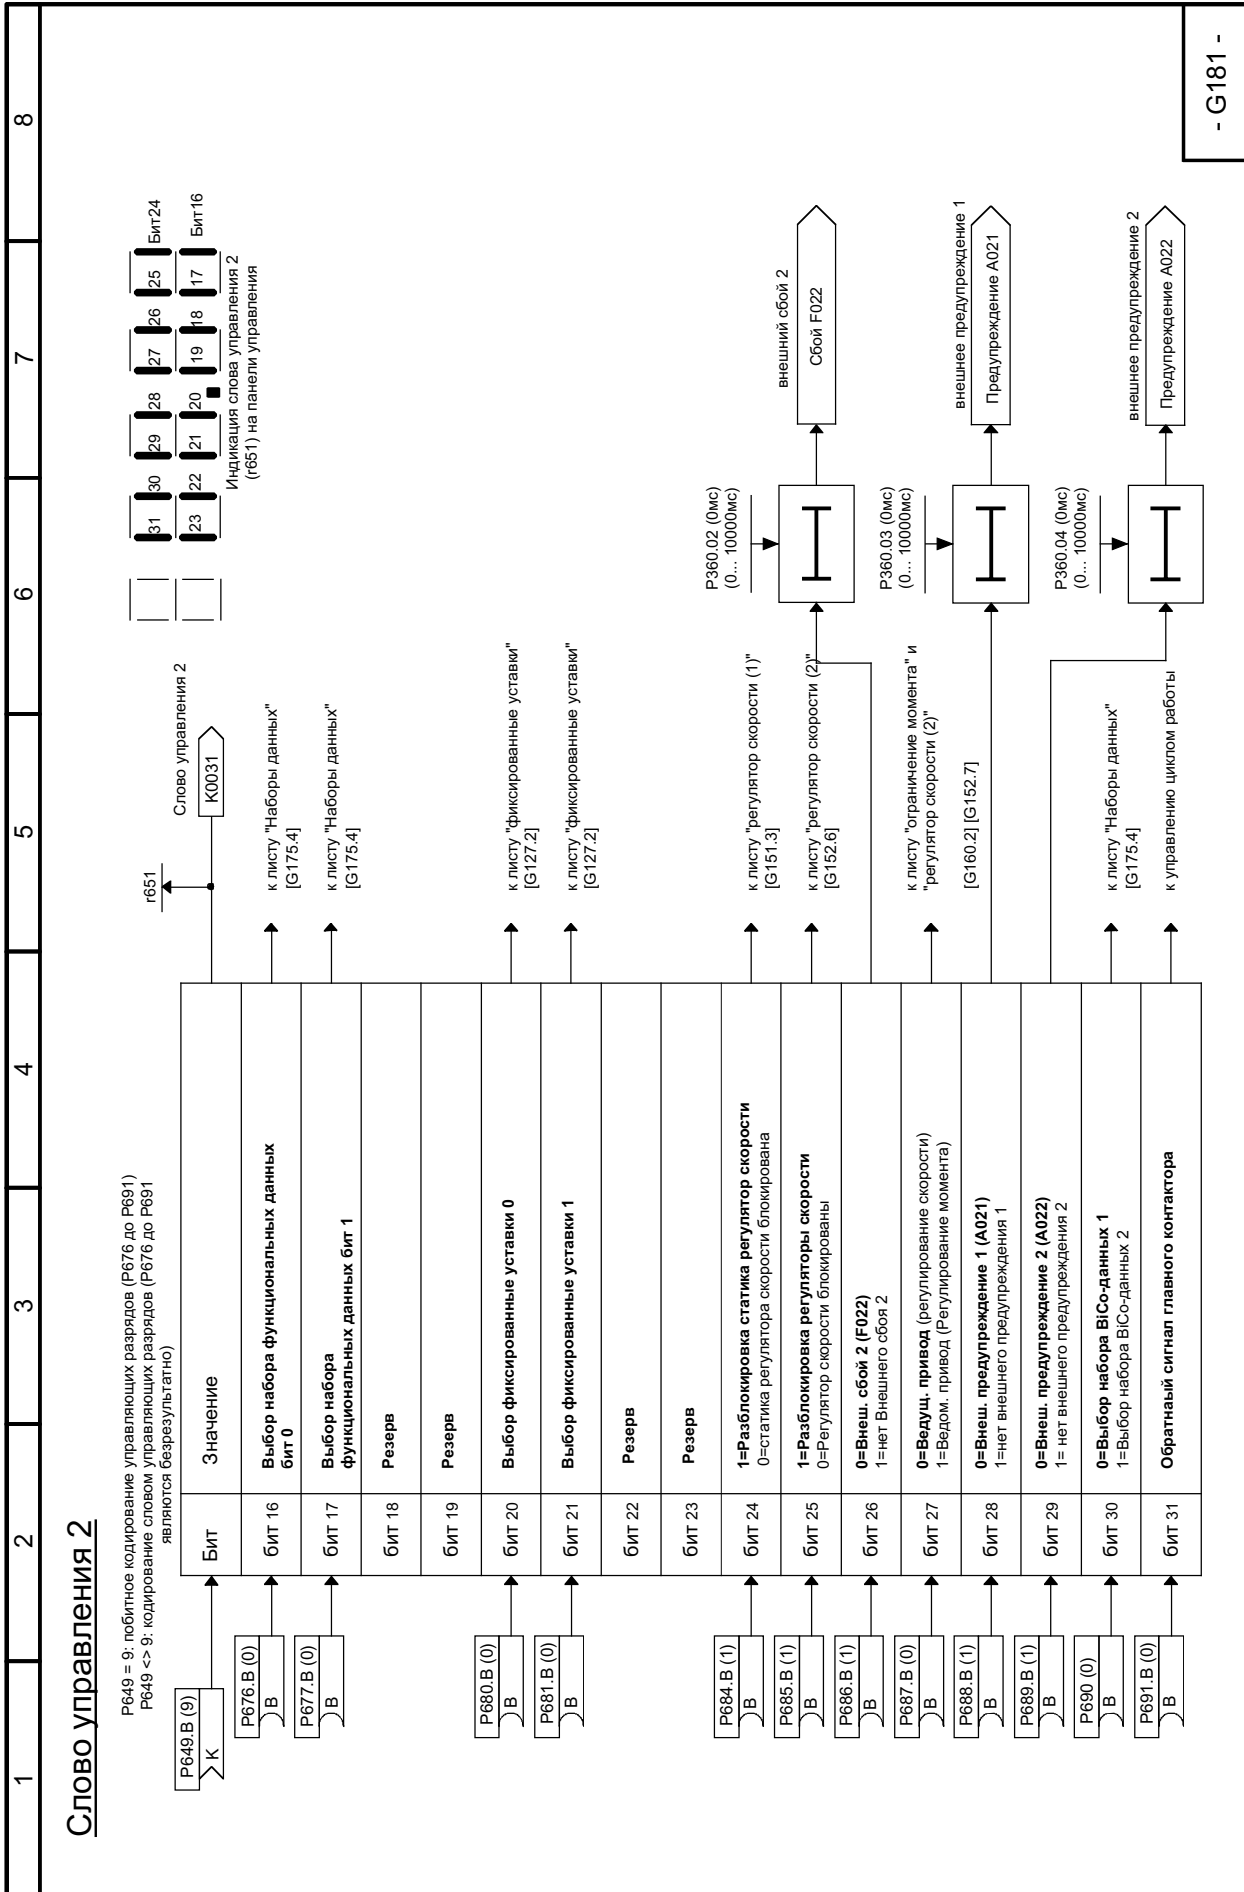 1 2 3 4 5 6 7 8
Слово управления 2
P649 = 9: побитное кодирование управляющих разрядов (P676 до P691)
P649 <> 9: кодирование словом управляющих разрядов (P676 до P691
являются безрезультатно)
31 30 29 28 27 26 25 Бит24
23 22 21 20 19 18 17 Бит16
Индикация слова управления 2
(r651) на панели управления
r651
Слово управления 2
K0031
P649.B (9)
K
Бит Значение
P676.B (0)
B
бит 16
Выбор набора функциональных данных
бит 0
к листу "Наборы данных"
[G175.4]
P677.B (0)
B
бит 17
Выбор набора
функциональных данных бит 1
к листу "Наборы данных"
[G175.4]
бит 18 Резерв
бит 19 Резерв
P680.B (0)
B
бит 20 Выбор фиксированные уставки 0
к листу "фиксированные уставки"
[G127.2]
P681.B (0)
B
бит 21 Выбор фиксированные уставки 1
к листу "фиксированные уставки"
[G127.2]
бит 22 Резерв
бит 23 Резерв
P684.B (1)
B
бит 24
1=Разблокировка статика регулятор скорости
0=статика регулятора скорости блокирована
к листу "регулятор скорости (1)"
[G151.3]
P685.B (1)
B
бит 25
1=Разблокировка регуляторы скорости
0=Регулятор скорости блокированы
к листу "регулятор скорости (2)"
[G152.6]
P686.B (1)
B
бит 26
0=Внеш. сбой 2 (F022)
1=нет Внешнего сбоя 2
P360.02 (0мс)
(0... 10000мс)
внешний сбой 2
Сбой F022
P687.B (0)
B
бит 27
0=Ведущ. привод (регулирование скорости)
1=Ведом. привод (Регулирование момента)
к листу "ограничение момента" и
"регулятор скорости (2)"
[G160.2] [G152.7]
P688.B (1)
B
бит 28
0=Внеш. предупреждение 1 (A021)
1=нет внешнего предупреждения 1
P360.03 (0мс)
(0... 10000мс)
внешнее предупреждение 1
Предупреждение A021
P689.B (1)
B
бит 29
0=Внеш. предупреждение 2 (A022)
1= нет внешнего предупреждения 2
P360.04 (0мс)
(0... 10000мс)
внешнее предупреждение 2
Предупреждение A022
P690 (0)
B
бит 30
0=Выбор набора BiCo-данных 1
1=Выбор набора BiCo-данных 2
к листу "Наборы данных"
[G175.4]
P691.B (0)
B
бит 31 Обратнаый сигнал главного контактора
к управлению циклом работы
- G181 -